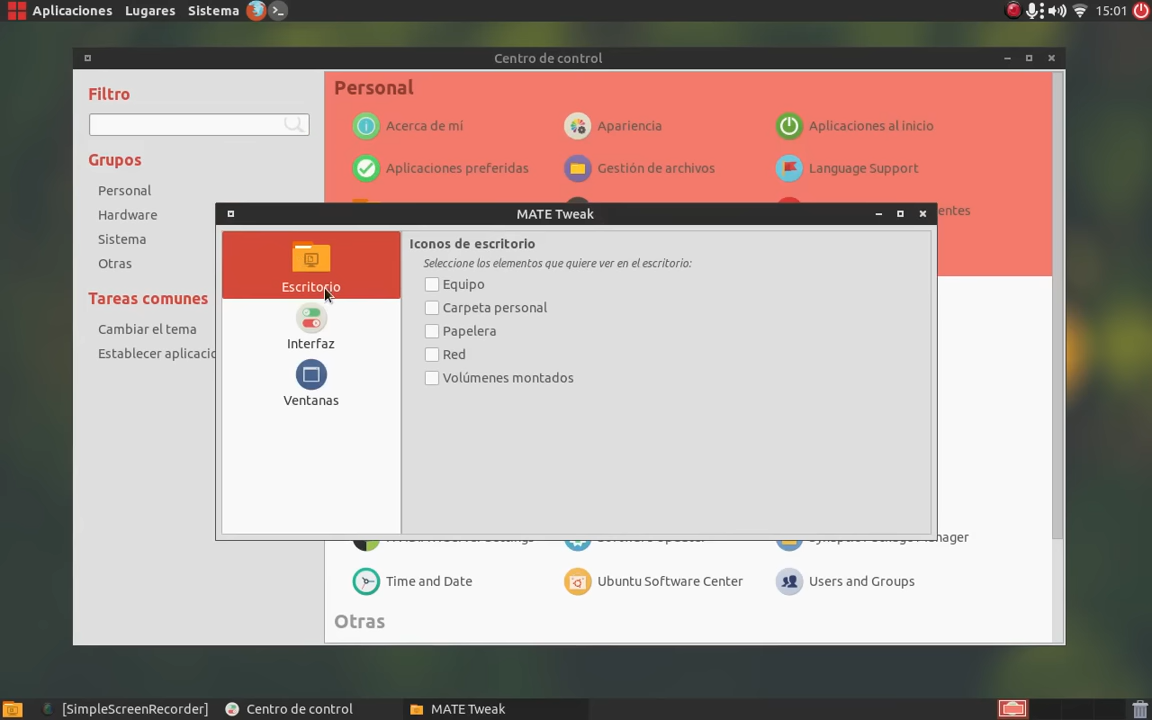 Aplicaciones Lugares Sistema 15:01
Centro de control
Filtro
Grupos
Personal
Hardware
Sistema
Otras
Tareas comunes
Cambiar el tema
Establecer aplicacio
Personal
Acerca de mí Apariencia Aplicaciones al inicio
Aplicaciones preferidas Gestión de archivos Language Support
entes
MATE Tweak
Escritorio
Interfaz
Ventanas
Iconos de escritorio
Seleccione los elementos que quiere ver en el escritorio:
Equipo
Carpeta personal
Papelera
Red
Volúmenes montados
Time and Date Ubuntu Software Center Users and Groups
Otras
[SimpleScreenRecorder] Centro de control MATE Tweak